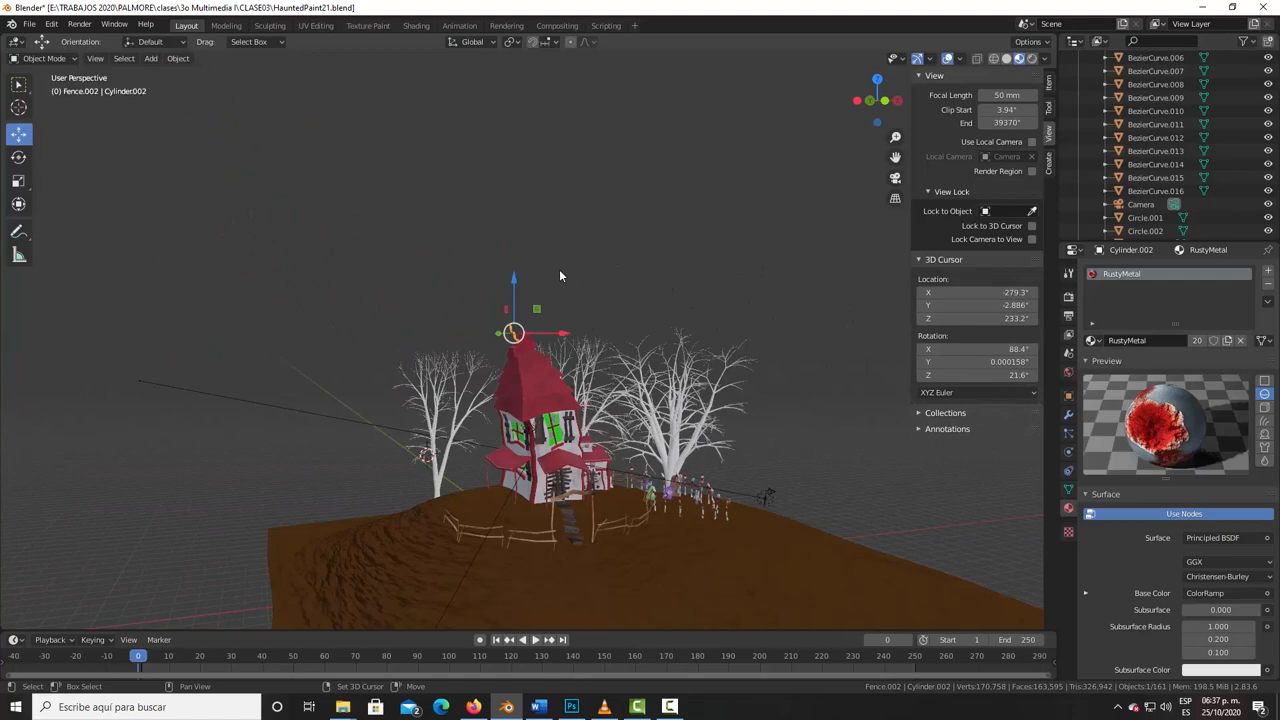 Blender* [E:\TRABAJOS 2020\PALMORE\clases\3o Multimedia I\CLASE03\HauntedPaint21.blend]
File Edit Render Window Help Layout Modeling Sculpting UV Editing Texture Paint Shading Animation Rendering Compositing Scripting + Scene View Layer
Orientation: Default Drag: Select Box Global Options
Object Mode View Select Add Object
User Perspective
(0) Fence.002 | Cylinder.002
View
Focal Length 50 mm
Clip Start 3.94"
End 39370"
Use Local Camera
Local Camera Camera
Render Region
View Lock
Lock to Object
Lock to 3D Cursor
Lock Camera to View
3D Cursor
Location:
X -279.3"
Y -2.886"
Z 233.2"
Rotation:
X 88.4°
Y 0.000158°
Z 21.6°
XYZ Euler
Collections
Annotations
Item
Tool
View
Create
BezierCurve.006
BezierCurve.007
BezierCurve.008
BezierCurve.009
BezierCurve.010
BezierCurve.011
BezierCurve.012
BezierCurve.013
BezierCurve.014
BezierCurve.015
BezierCurve.016
Camera
Circle.001
Circle.002
Cylinder.002 RustyMetal
RustyMetal
RustyMetal 20
Preview
Surface
Use Nodes
Surface Principled BSDF
GGX
Christensen-Burley
Base Color ColorRamp
Subsurface 0.000
Subsurface Radius 1.000
0.200
0.100
Subsurface Color
Playback Keying View Marker 0 Start 1 End 250
-40 -30 -20 -10 0 10 20 30 40 50 60 70 80 90 100 110 120 130 140 150 160 170 180 190 200 210 220 230 240 250 260 270 280 290
Select Box Select Pan View Set 3D Cursor Move Fence.002 | Cylinder.002 | Verts:170,758 | Faces:163,595 | Tris:326,942 | Objects:1/161 | Mem: 198.5 MiB | 2.83.6
Escribe aquí para buscar
ESP
SP
06:37 p. m.
25/10/2020